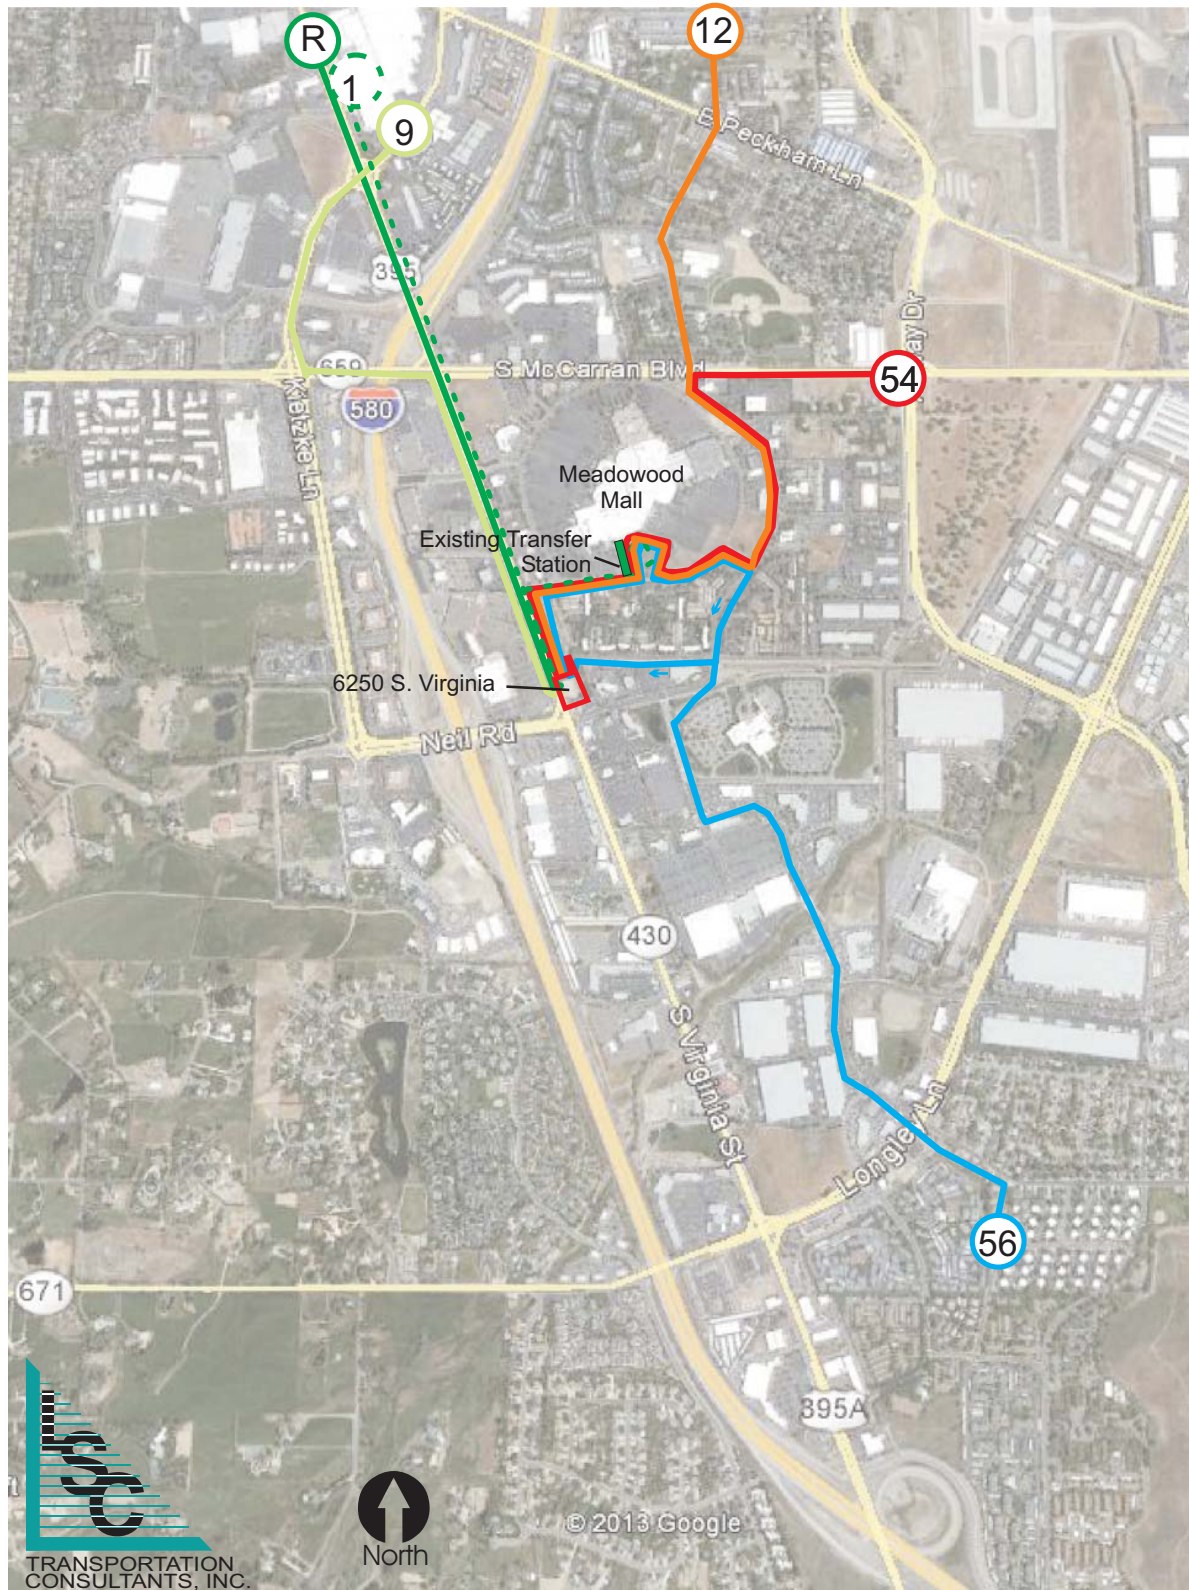 R
12
1
9
E Peckham Ln
395
S McCarran Blvd
659
54
580
Kietzke Ln
Meadowood
Mall
Existing Transfer
Station
6250 S. Virginia
Neil Rd
430
S Virginia St
Longley Ln
56
671
395A
LSC
TRANSPORTATION
CONSULTANTS, INC.
North
© 2013 Google